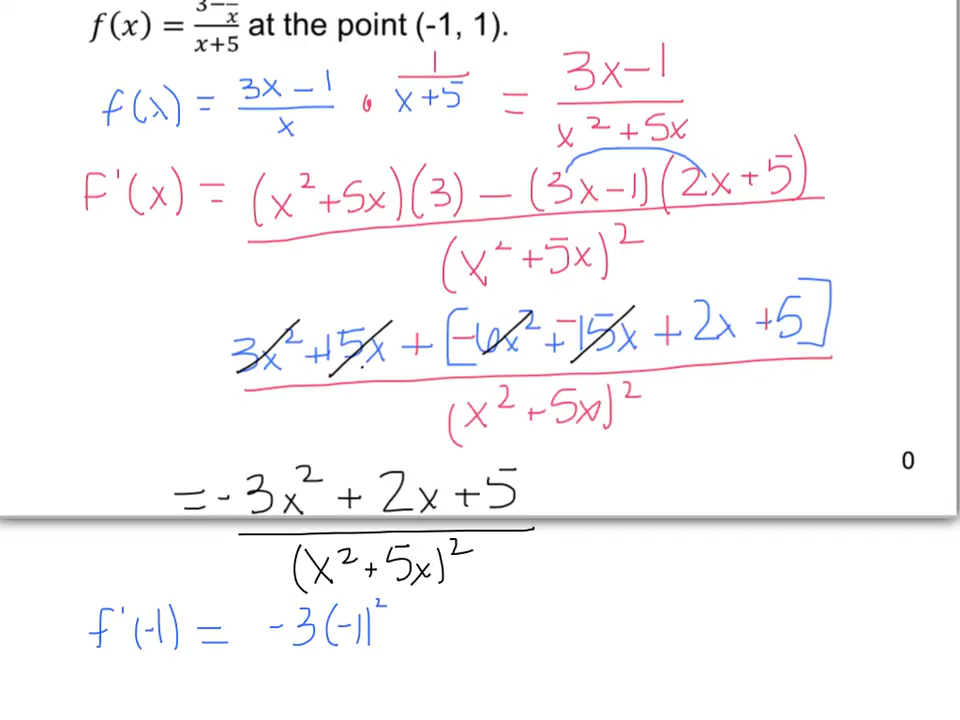 f(x) = (3 - 1/x)/(x+5) at the point (-1, 1).
f(x) = (3x - 1)/x · 1/(x+5) = (3x-1)/(x² + 5x)
F'(x) = ((x²+5x)(3) - (3x-1)(2x+5))/(x² + 5x)²
(3x² + 15x + [-6x² + -15x + 2x + 5])/(x² + 5x)²
0
= (-3x² + 2x + 5)/(x² + 5x)²
f'(-1) = -3(-1)²